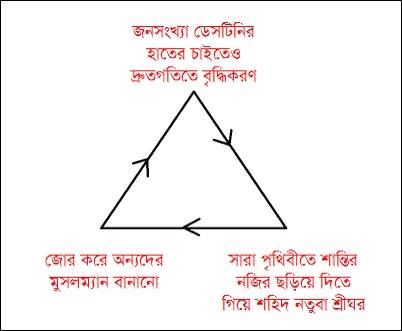 জনসংখ্যা ডেসটিনির
হাতের চাইতেও
দ্রুতগতিতে বৃদ্ধিকরণ
জোর করে অন্যদের
মুসলম্যান বানানো
সারা পৃথিবীতে শান্তির
নজির ছড়িয়ে দিতে
গিয়ে শহিদ নতুবা শ্রীঘর